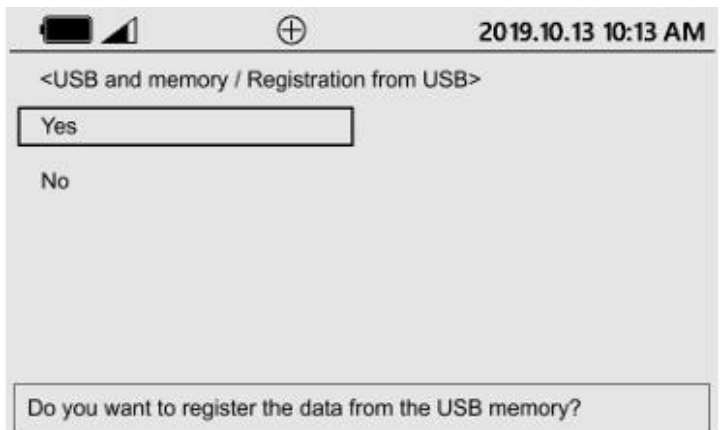 2019.10.13 10:13 AM
<USB and memory / Registration from USB>
Yes
No
Do you want to register the data from the USB memory?